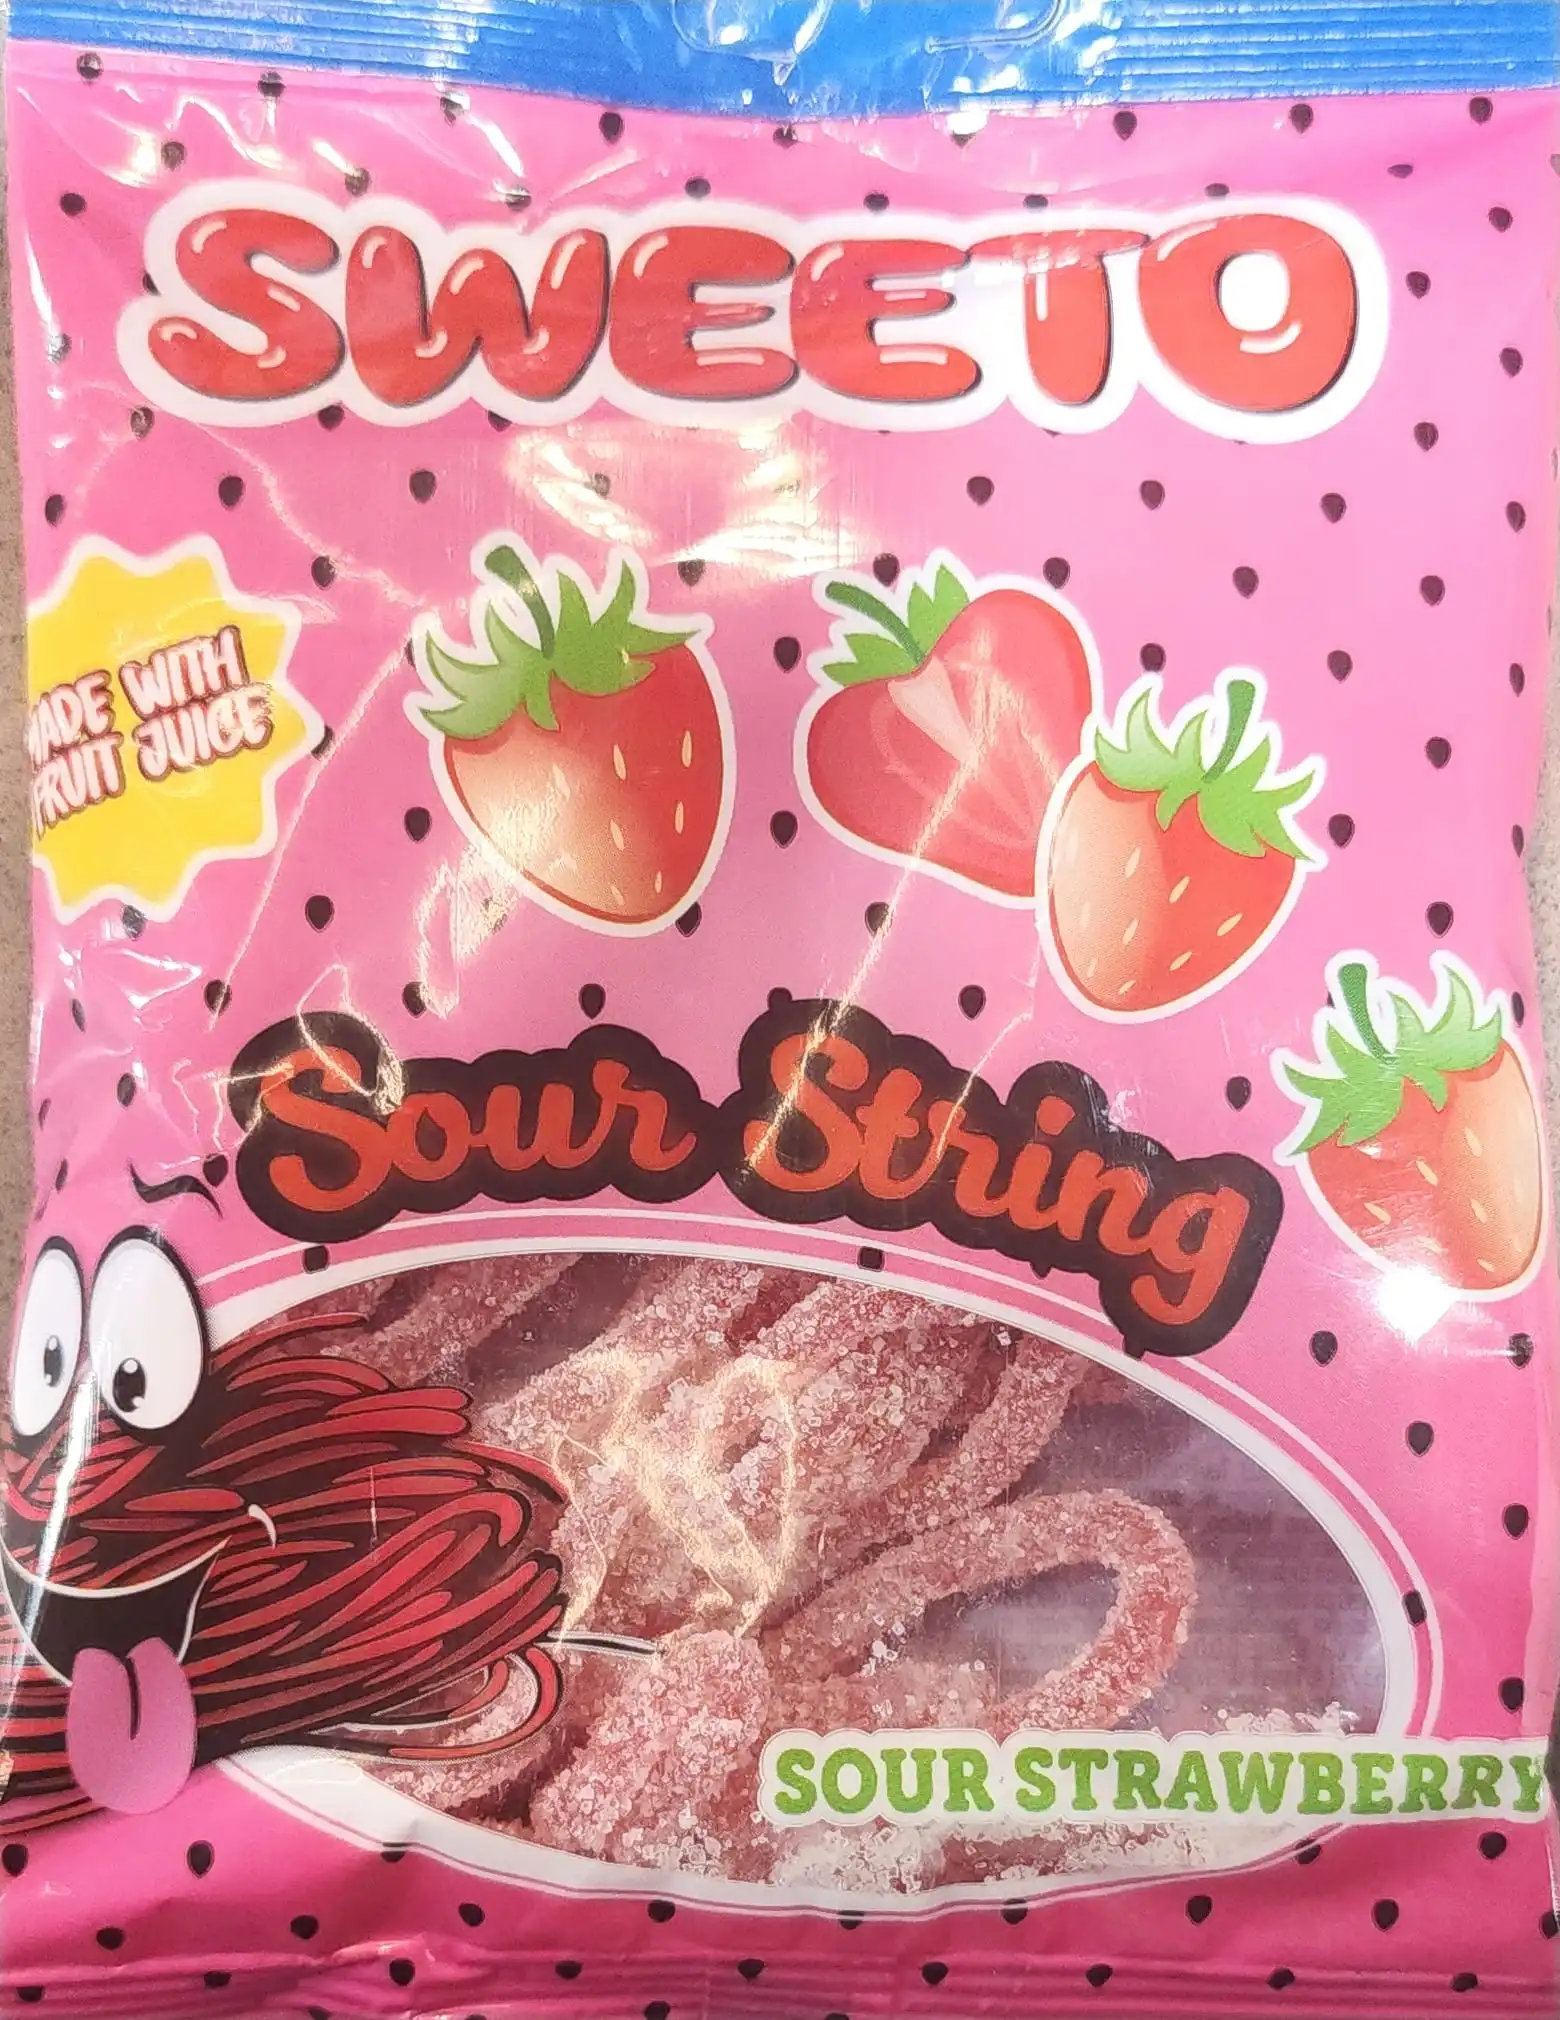 SWEETO
MADE WITH
FRUIT JUICE
Sour String
SOUR STRAWBERRY